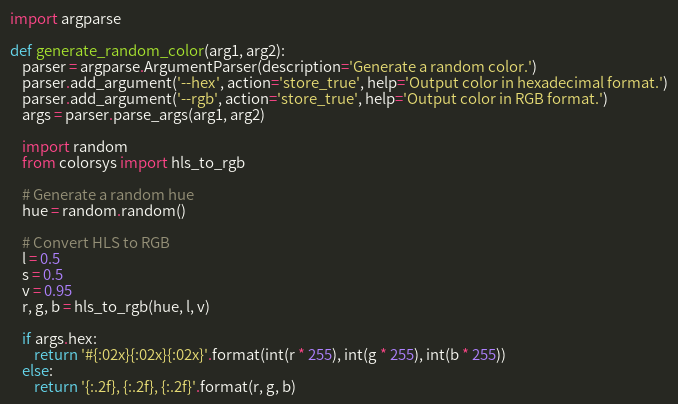 import argparse
def generate_random_color(arg1, arg2):
parser = argparse.ArgumentParser(description='Generate a random color.')
parser.add_argument('--hex', action='store_true', help='Output color in hexadecimal format.')
parser.add_argument('--rgb', action='store_true', help='Output color in RGB format.')
args = parser.parse_args(arg1, arg2)
import random
from colorsys import hls_to_rgb
# Generate a random hue
hue = random.random()
# Convert HLS to RGB
l = 0.5
s = 0.5
v = 0.95
r, g, b = hls_to_rgb(hue, l, v)
if args.hex:
return '#{:02x}{:02x}{:02x}'.format(int(r * 255), int(g * 255), int(b * 255))
else:
return '{:.2f}, {:.2f}, {:.2f}'.format(r, g, b)